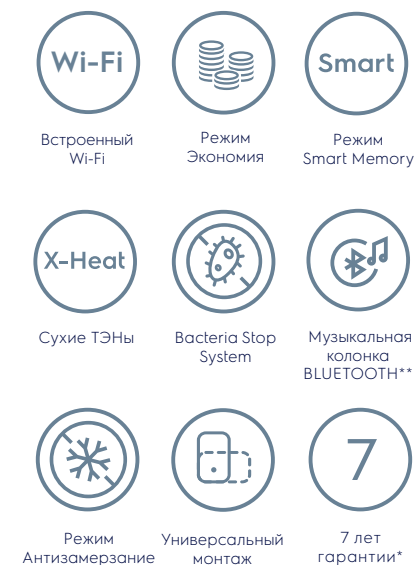 Wi-Fi
Встроенный
Wi-Fi
Режим
Экономия
Smart
Режим
Smart Memory
X-Heat
Сухие ТЭНы
Bacteria Stop
System
Музыкальная
колонка
BLUETOOTH**
Режим
Антизамерзание
Универсальный
монтаж
7
7 лет
гарантии*